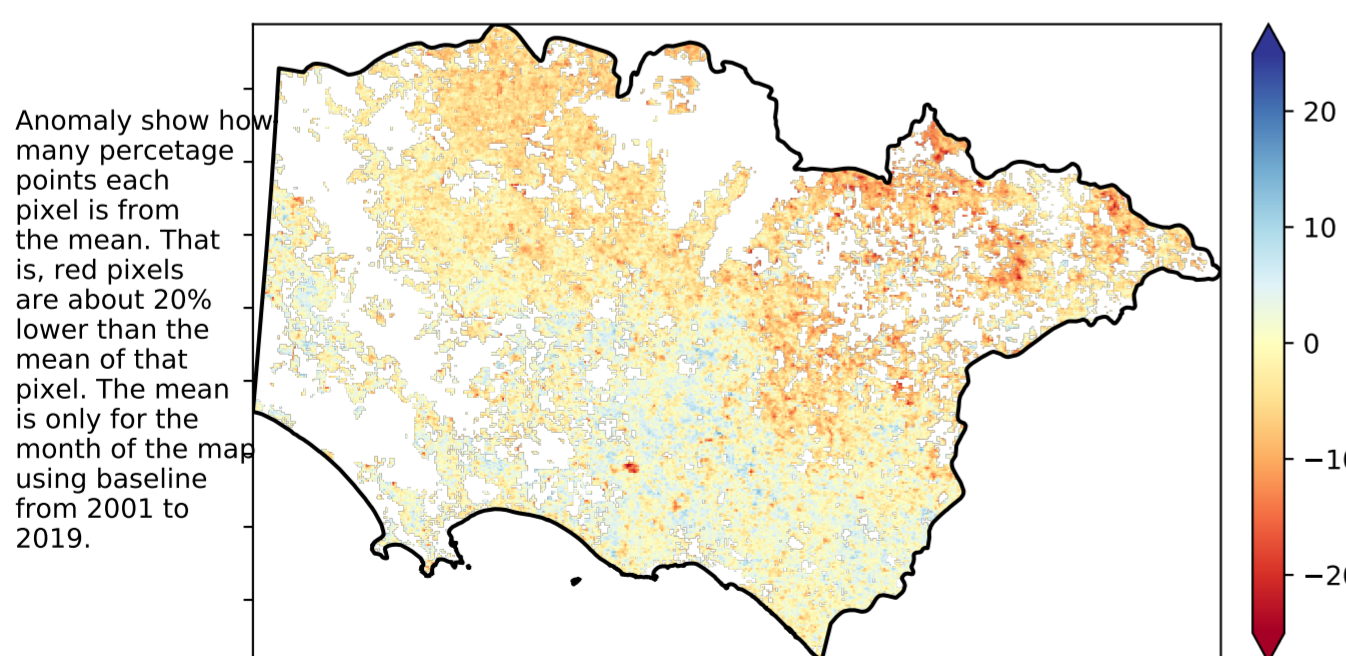 Anomaly show how
many percetage
points each
pixel is from
the mean. That
is, red pixels
are about 20%
lower than the
mean of that
pixel. The mean
is only for the
month of the map
using baseline
from 2001 to
2019.
20
10
0
−10
−20